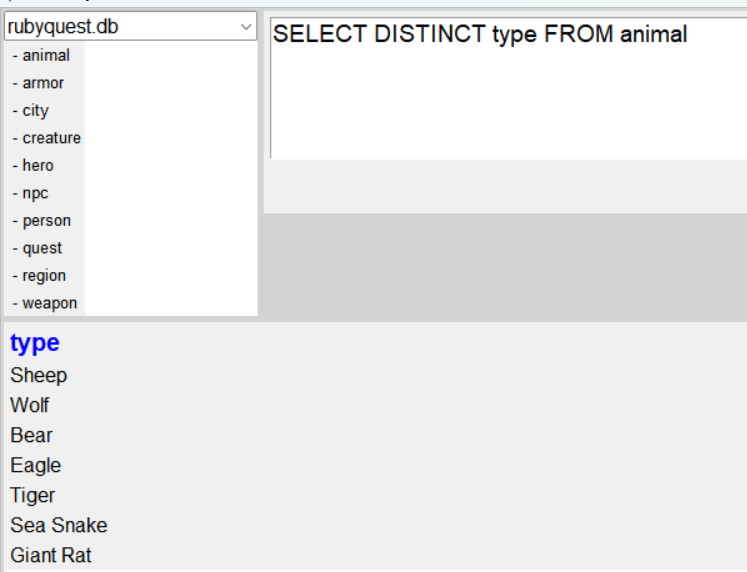 rubyquest.db
- animal
- armor
- city
- creature
- hero
- npc
- person
- quest
- region
- weapon
SELECT DISTINCT type FROM animal
type
Sheep
Wolf
Bear
Eagle
Tiger
Sea Snake
Giant Rat